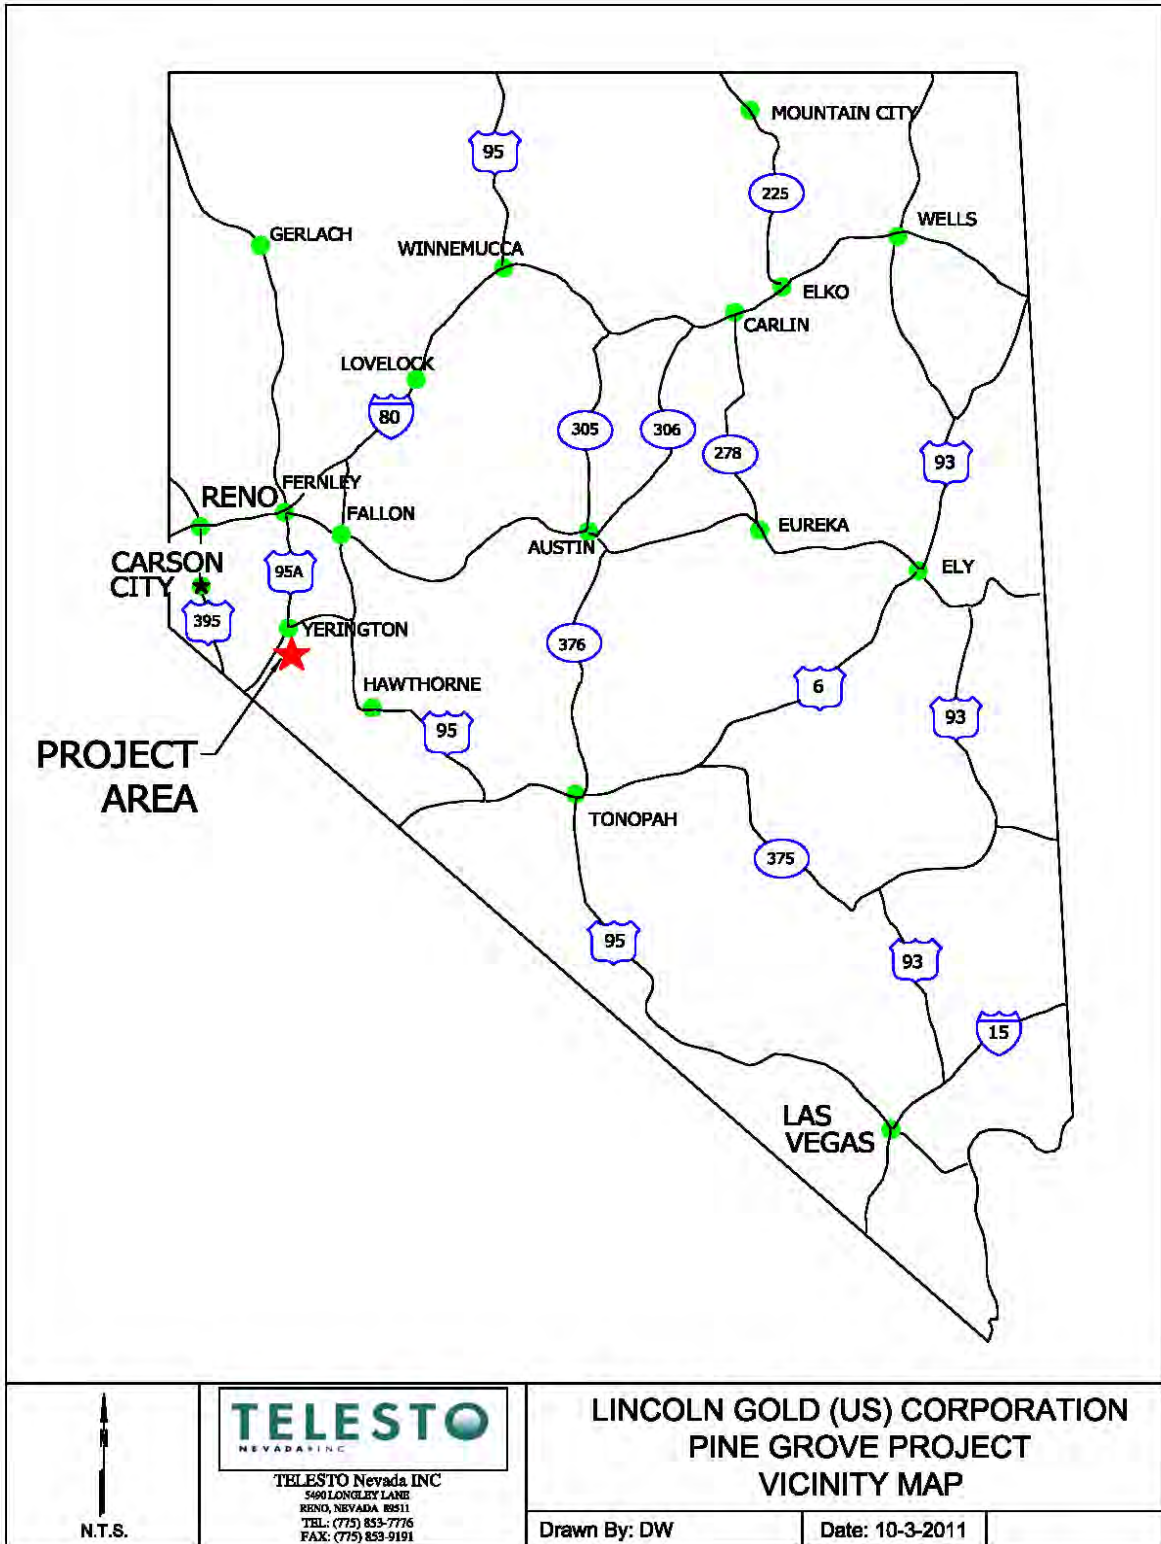 MOUNTAIN CITY
95
225
WELLS
GERLACH
WINNEMUCCA
ELKO
CARLIN
LOVELOCK
80
305
306
278
93
FERNLEY
RENO
FALLON
AUSTIN
EUREKA
CARSON
CITY
95A
ELY
395
YERINGTON
376
HAWTHORNE
6
95
93
PROJECT
AREA
TONOPAH
375
95
93
15
LAS
VEGAS
N
N.T.S.
TELESTO
NEVADA INC
TELESTO Nevada INC
5490 LONGLEY LANE
RENO, NEVADA 89511
TEL: (775) 853-7776
FAX: (775) 853-9191
LINCOLN GOLD (US) CORPORATION
PINE GROVE PROJECT
VICINITY MAP
Drawn By: DW
Date: 10-3-2011